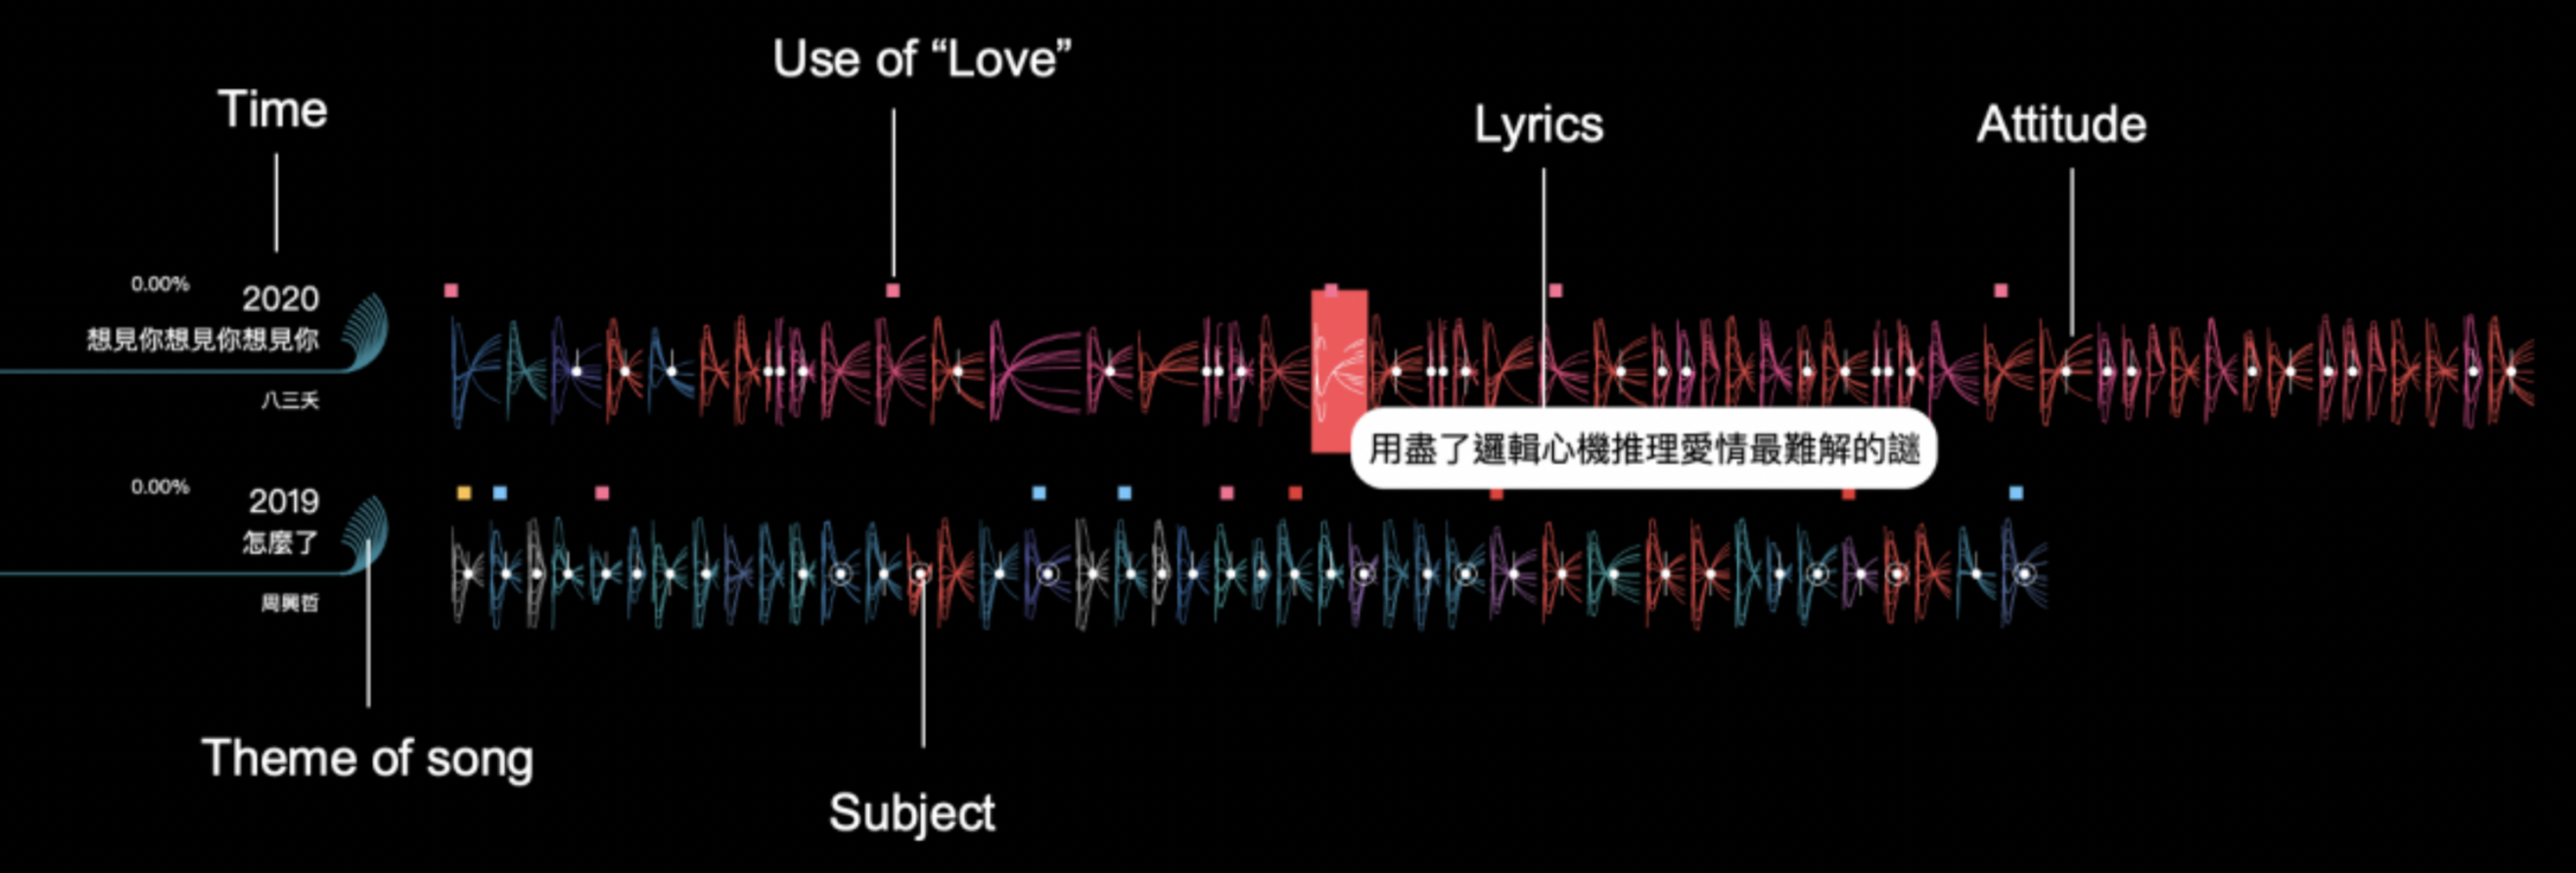 Use of “Love”
Time
Lyrics
Attitude
0.00%
2020
想見你想見你想見你
八三夭
用盡了邏輯心機推理愛情最難解的謎
0.00%
2019
怎麼了
周興哲
Theme of song
Subject